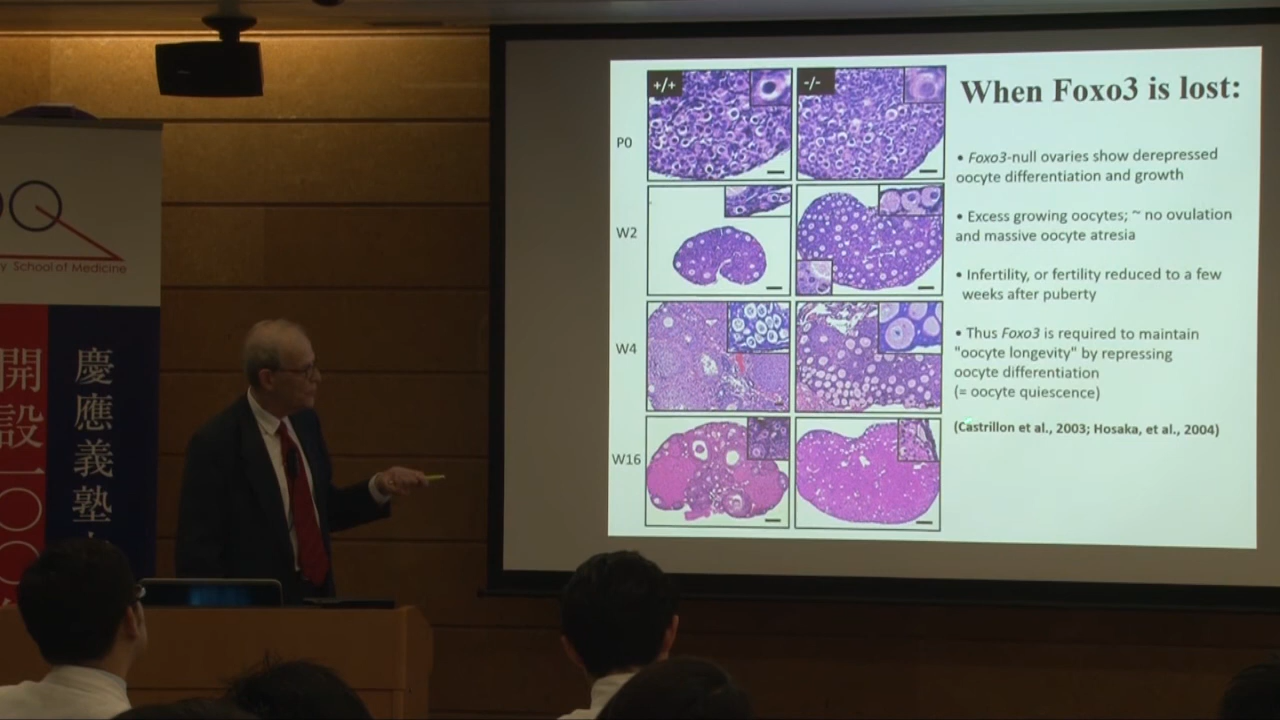 y School of Medicine
開設一〇〇
慶應義塾
+/+
-/-
P0
W2
W4
W16
When Foxo3 is lost:
• Foxo3-null ovaries show derepressed
oocyte differentiation and growth
• Excess growing oocytes; ~ no ovulation
and massive oocyte atresia
• Infertility, or fertility reduced to a few
weeks after puberty
• Thus Foxo3 is required to maintain
"oocyte longevity" by repressing
oocyte differentiation
(= oocyte quiescence)
(Castrillon et al., 2003; Hosaka, et al., 2004)